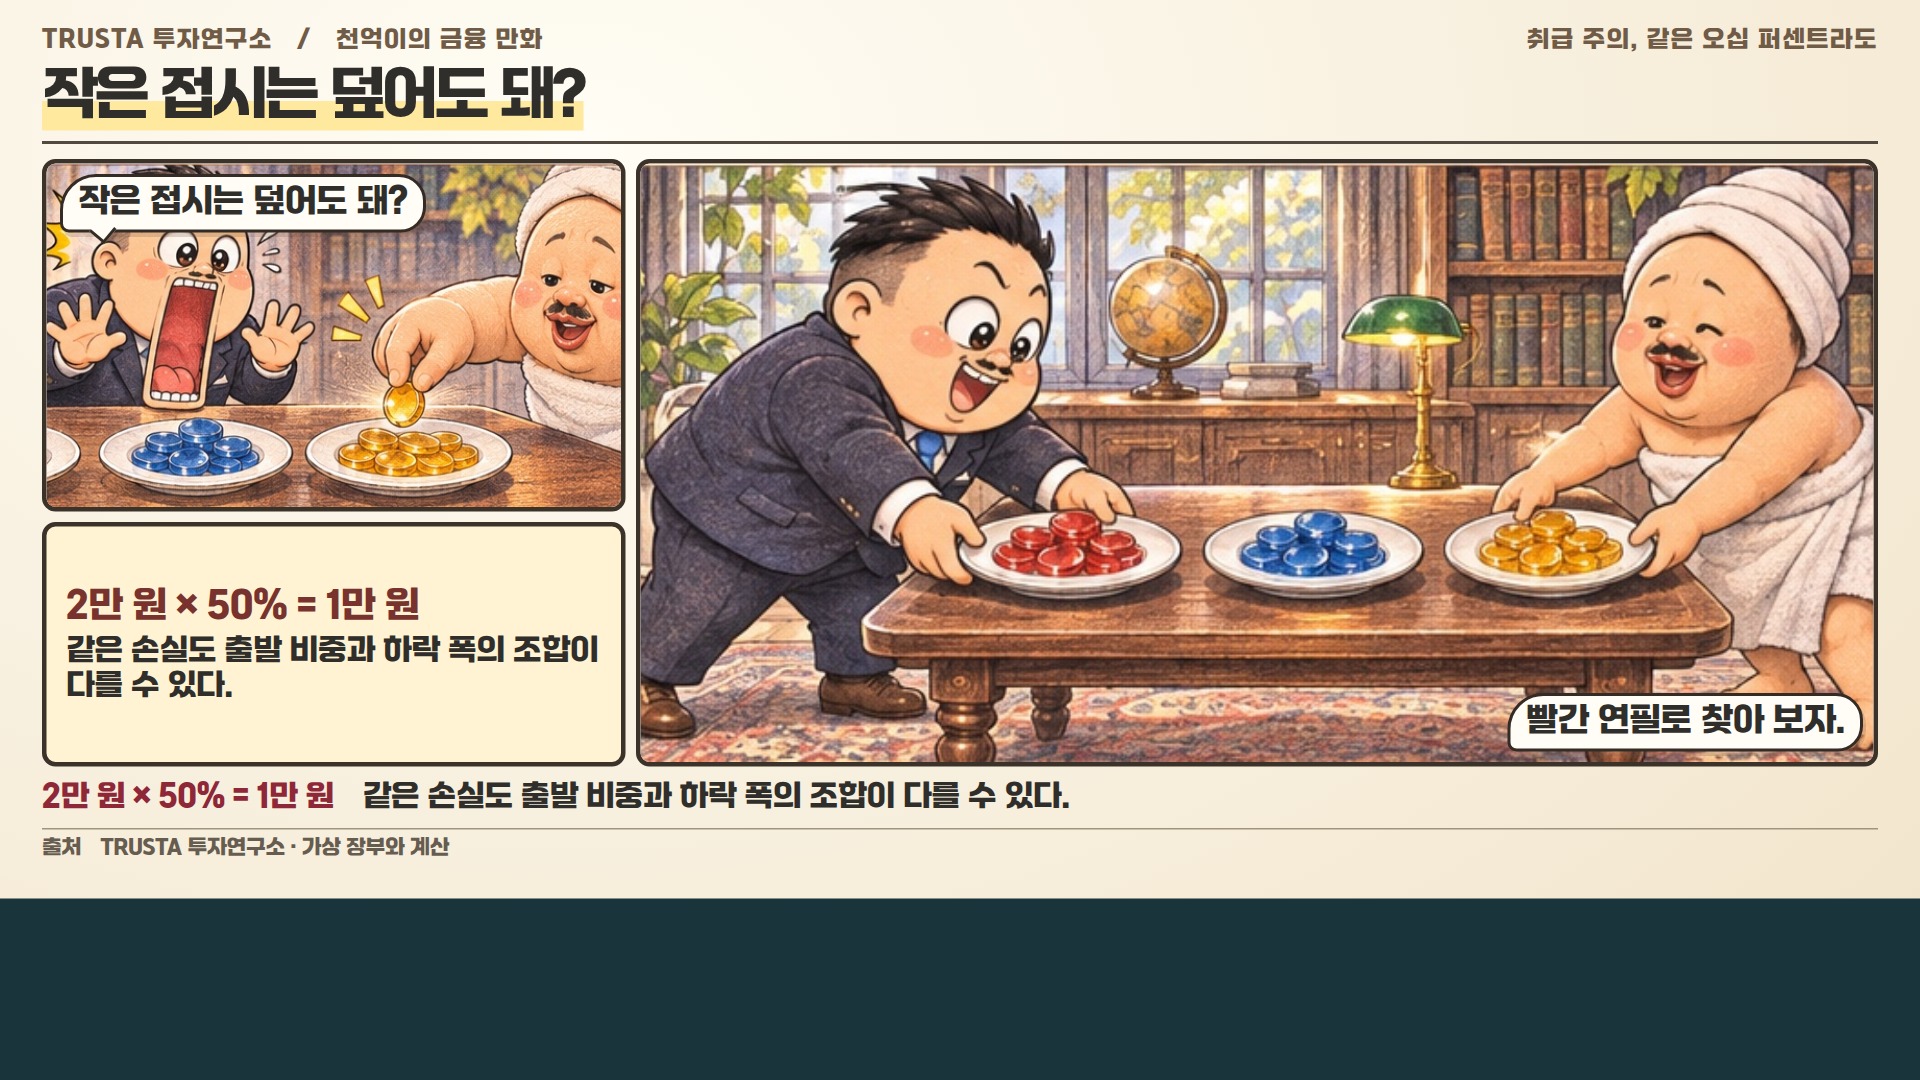 TRUSTA 투자연구소 / 천억이의 금융 만화
취급 주의, 같은 오십 퍼센트라도
작은 접시는 덮어도 돼?
작은 접시는 덮어도 돼?
2만 원 × 50% = 1만 원
같은 손실도 출발 비중과 하락 폭의 조합이
다를 수 있다.
빨간 연필로 찾아 보자.
2만 원 × 50% = 1만 원 같은 손실도 출발 비중과 하락 폭의 조합이 다를 수 있다.
출처 TRUSTA 투자연구소 · 가상 장부와 계산